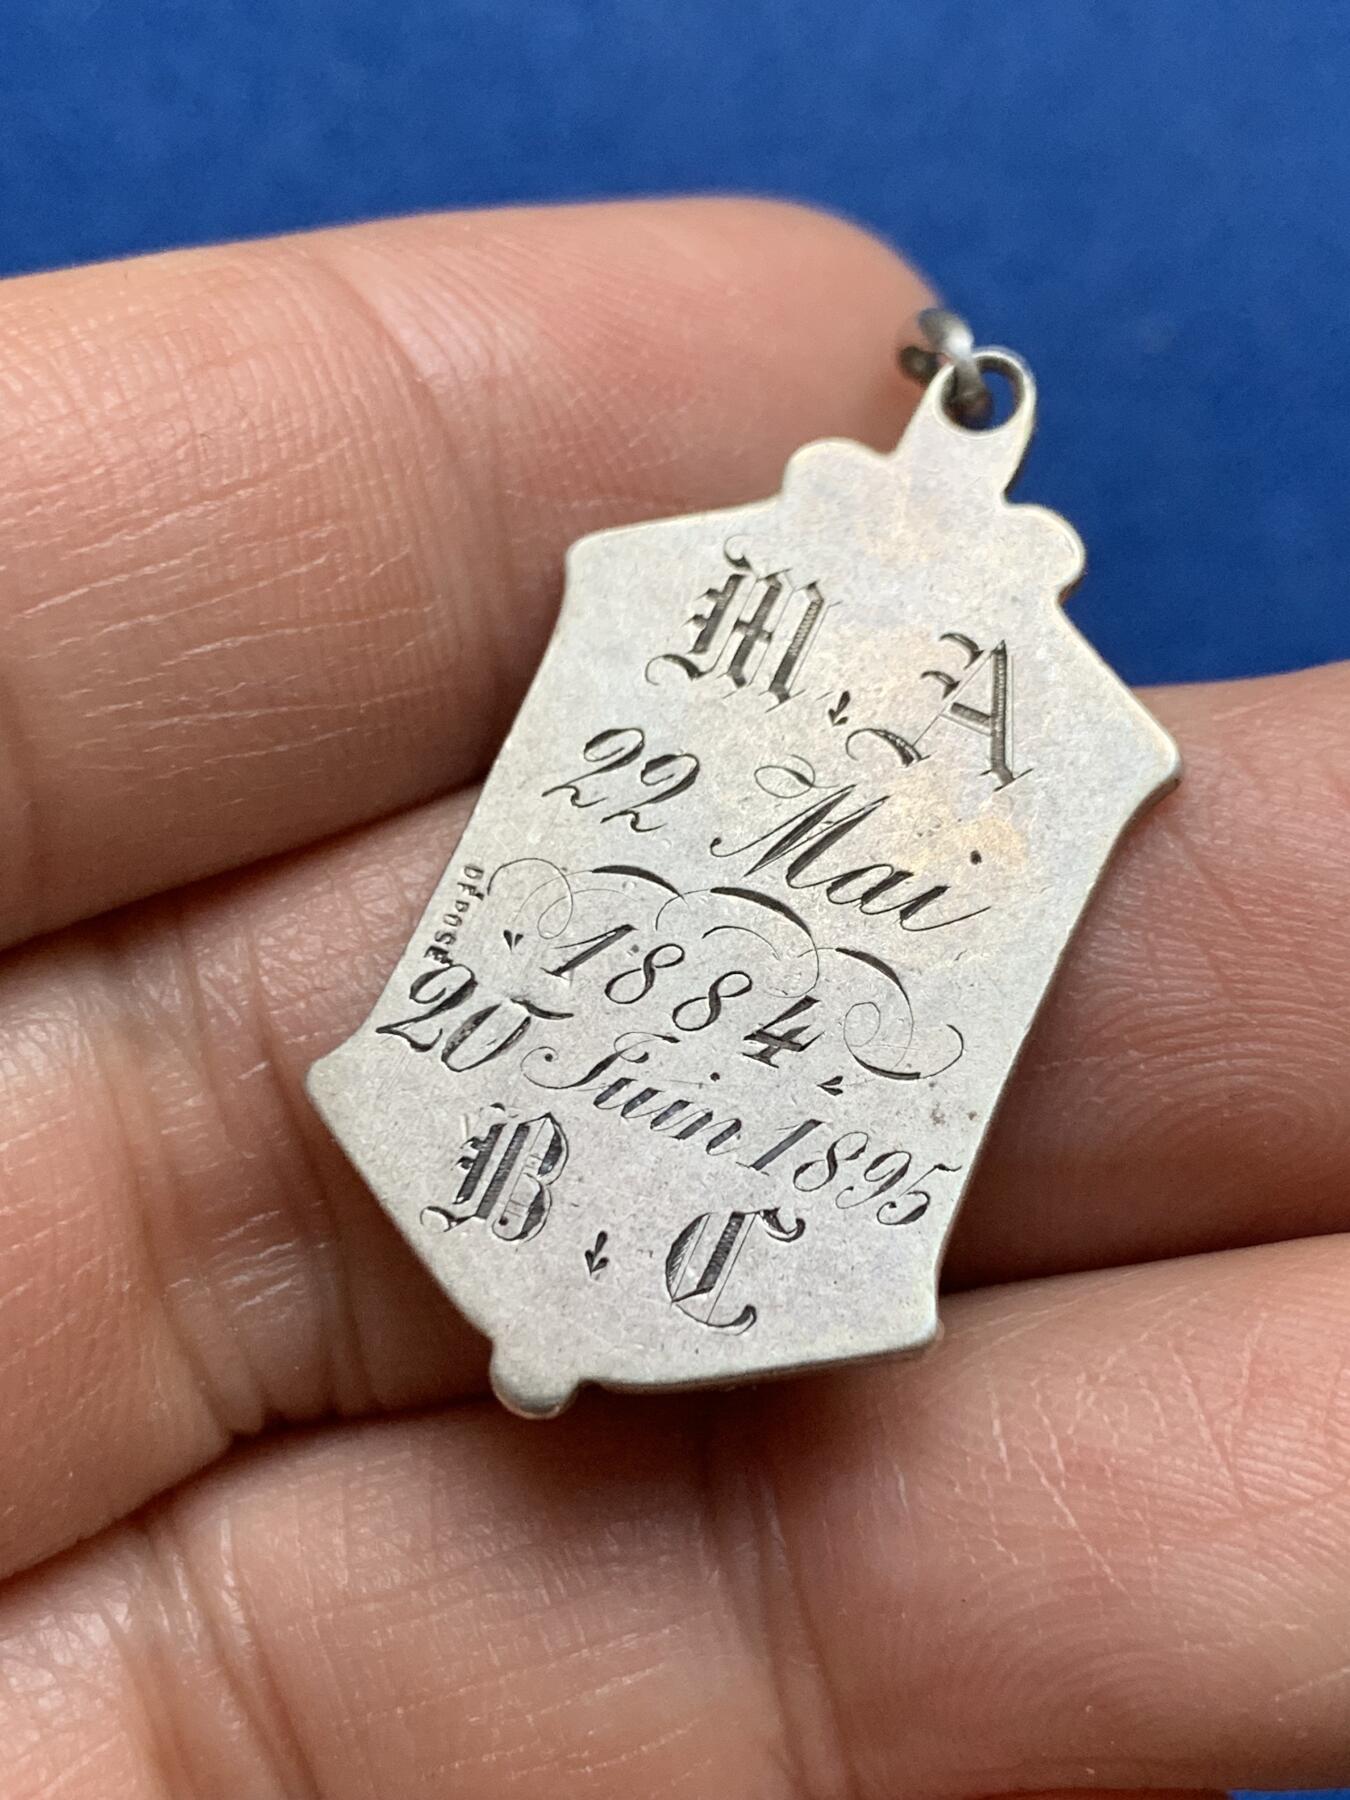 M. A
22 Mai
1884.
20 Juin 1895
B. C
DÉPOSÉ